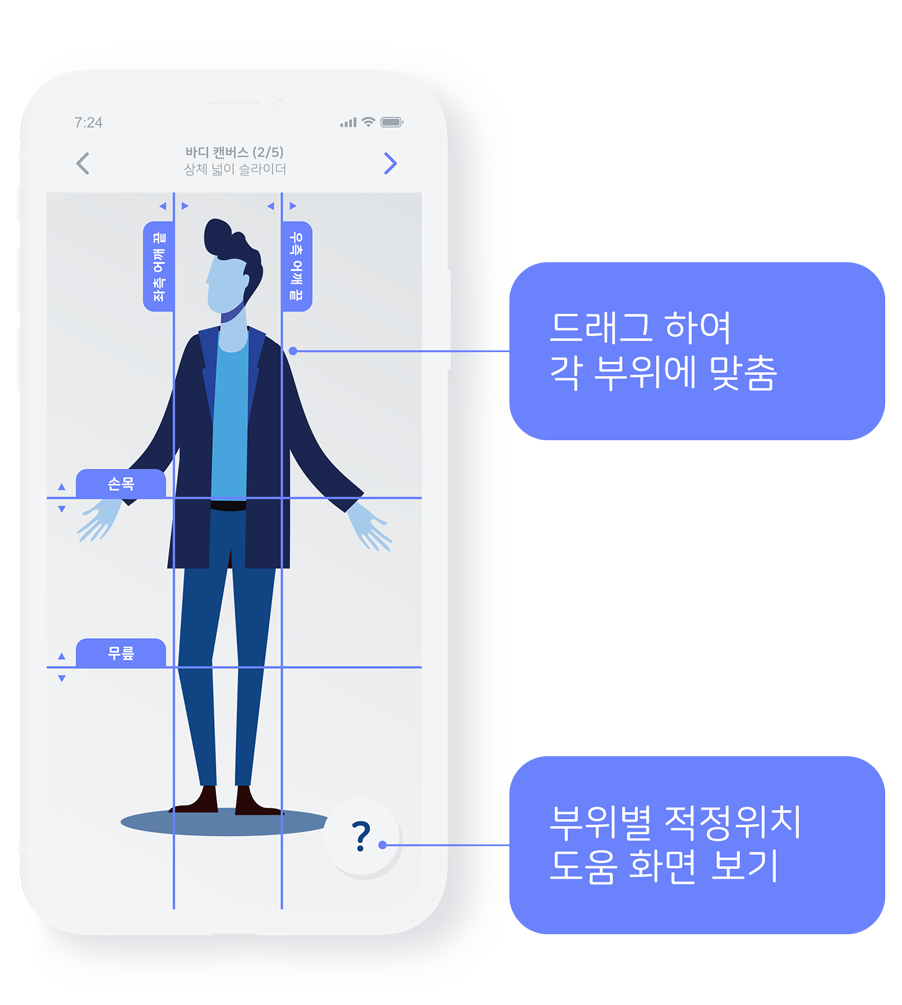 7:24
바디 캔버스 (2/5)
상체 넓이 슬라이더
좌측 어깨 끝
우측 어깨 끝
드래그 하여
각 부위에 맞춤
손목
무릎
부위별 적정위치
도움 화면 보기
?